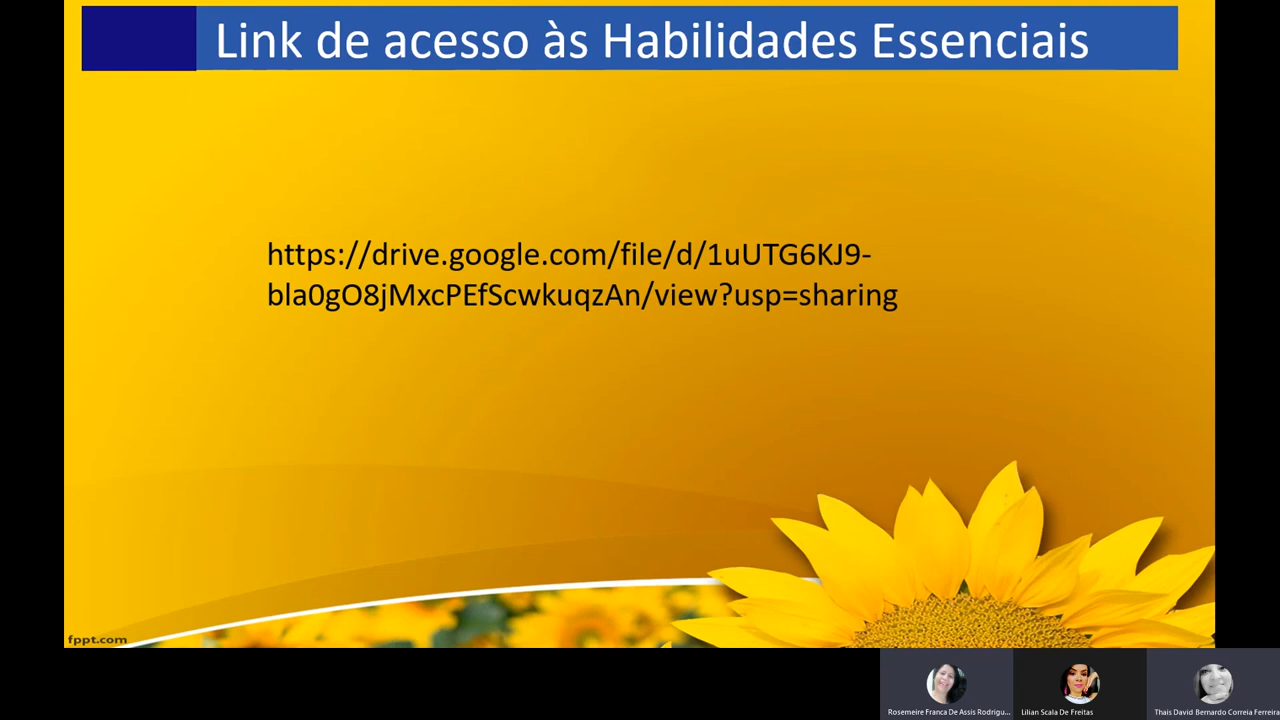 Link de acesso às Habilidades Essenciais
https://drive.google.com/file/d/1uUTG6KJ9-
bla0gO8jMxcPEfScwkuqzAn/view?usp=sharing
fppt.com
Rosemeire Franca De Assis Rodrigu...
Lilian Scala De Freitas
Thais David Bernardo Correia Ferreira